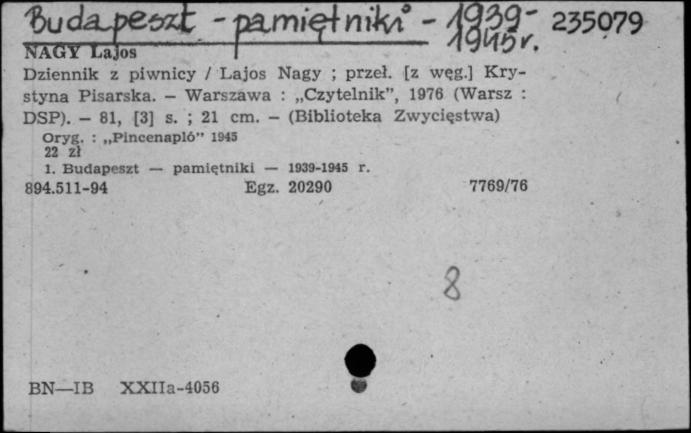 Budapeszt - pamiętniki - 1939- 235079
1945 r.
NAGY Lajos
Dziennik z piwnicy / Lajos Nagy ; przeł. [z węg.] Kry-
styna Pisarska. — Warszawa : „Czytelnik”, 1976 (Warsz :
DSP). — 81, [3] s. ; 21 cm. — (Biblioteka Zwycięstwa)
Oryg. : „Pincenapló” 1945
22 zł
1. Budapeszt — pamiętniki — 1939-1945 r.
894.511-94 Egz. 20290 7769/76
8
BN—IB XXIIa-4056